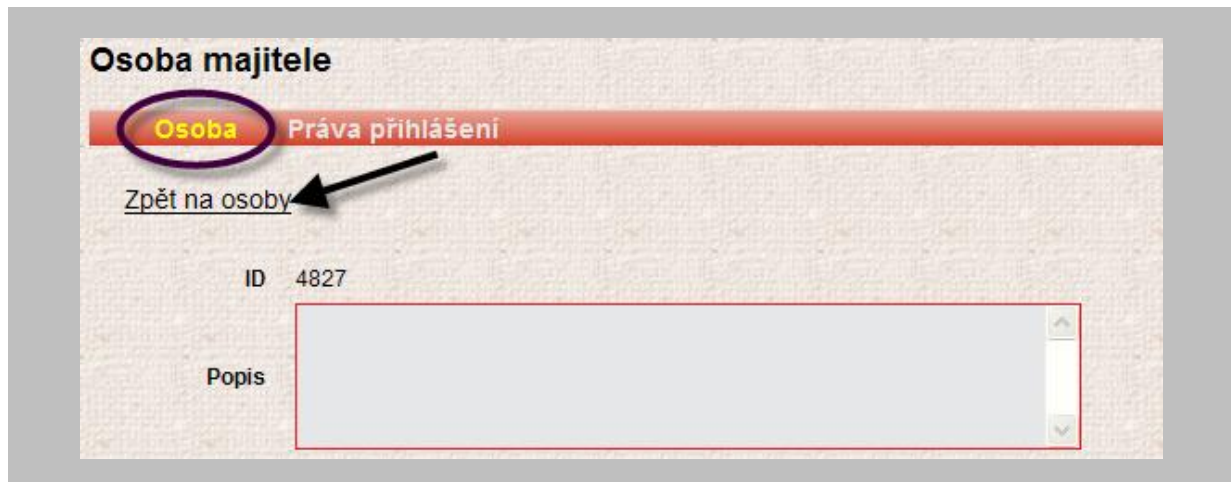 Osoba majitele
Osoba Práva přihlášení
Zpět na osoby
ID 4827
Popis